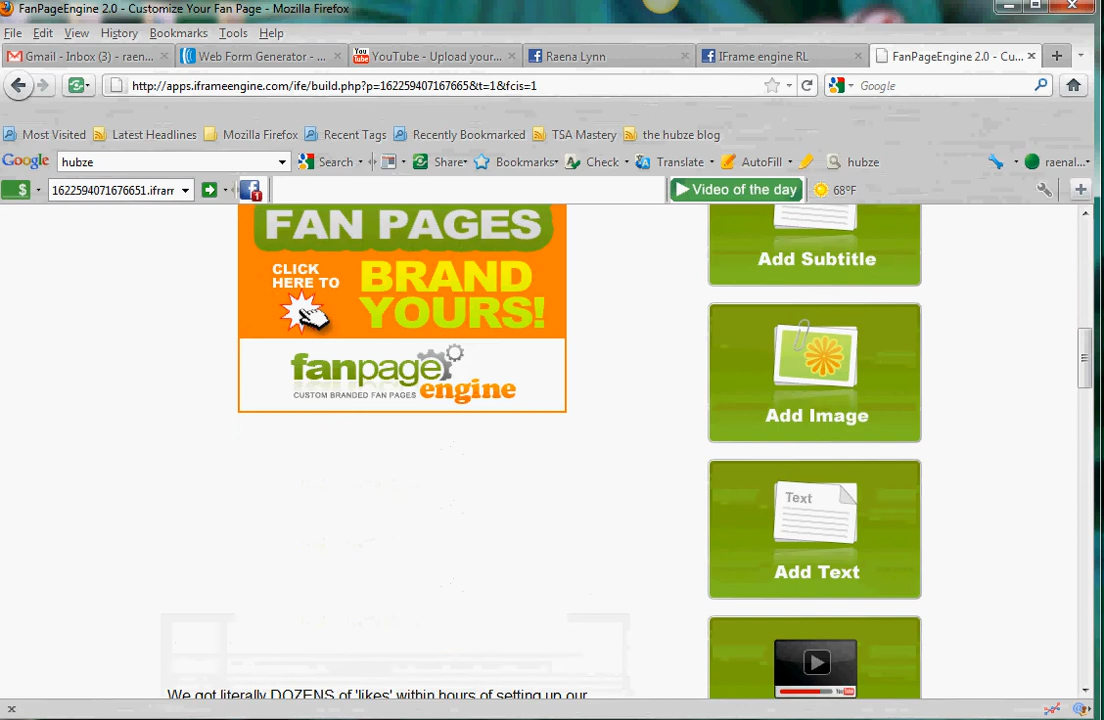 FanPageEngine 2.0 - Customize Your Fan Page - Mozilla Firefox
File Edit View History Bookmarks Tools Help
Gmail - Inbox (3) - raen... × Web Form Generator - ... × YouTube - Upload your... × Raena Lynn × IFrame engine RL × FanPageEngine 2.0 - Cu... ×
http://apps.iframeengine.com/ife/build.php?p=162259407167665&t=1&fcis=1 Google
Most Visited Latest Headlines Mozilla Firefox Recent Tags Recently Bookmarked TSA Mastery the hubze blog
Google hubze Search Share Bookmarks Check Translate AutoFill hubze raenal...
$ 1622594071676651.ifram 1 Video of the day 68°F
FAN PAGES
CLICK
HERE TO
BRAND
YOURS!
fanpage
engine
CUSTOM BRANDED FAN PAGES
We got literally DOZENS of 'likes' within hours of setting up our
Add Subtitle
Add Image
Text
Add Text